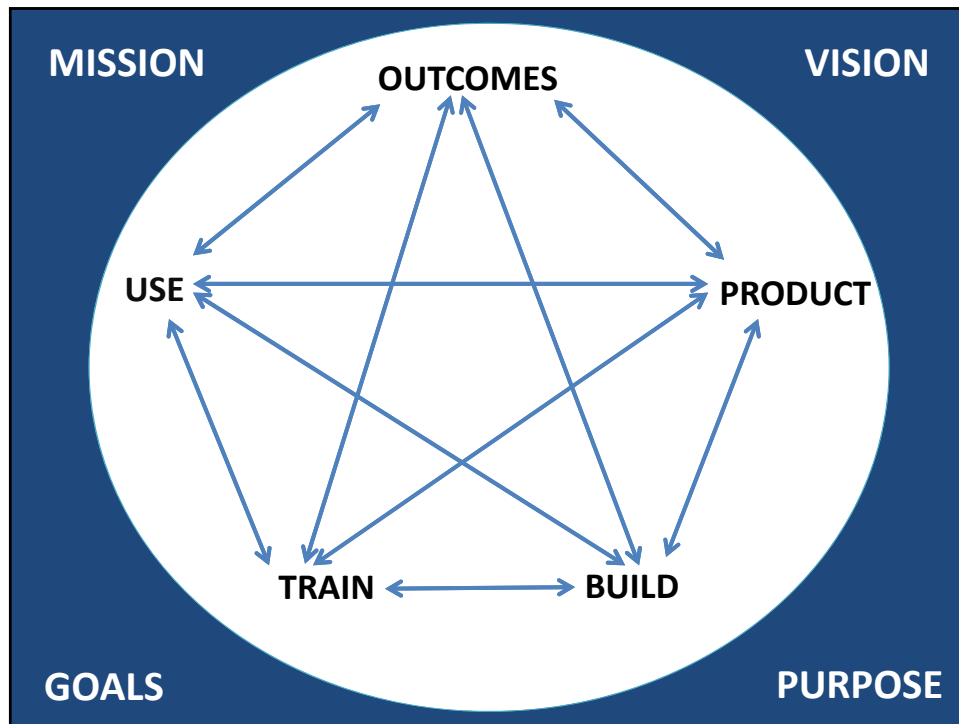 MISSION
VISION
OUTCOMES
USE
PRODUCT
TRAIN
BUILD
GOALS
PURPOSE